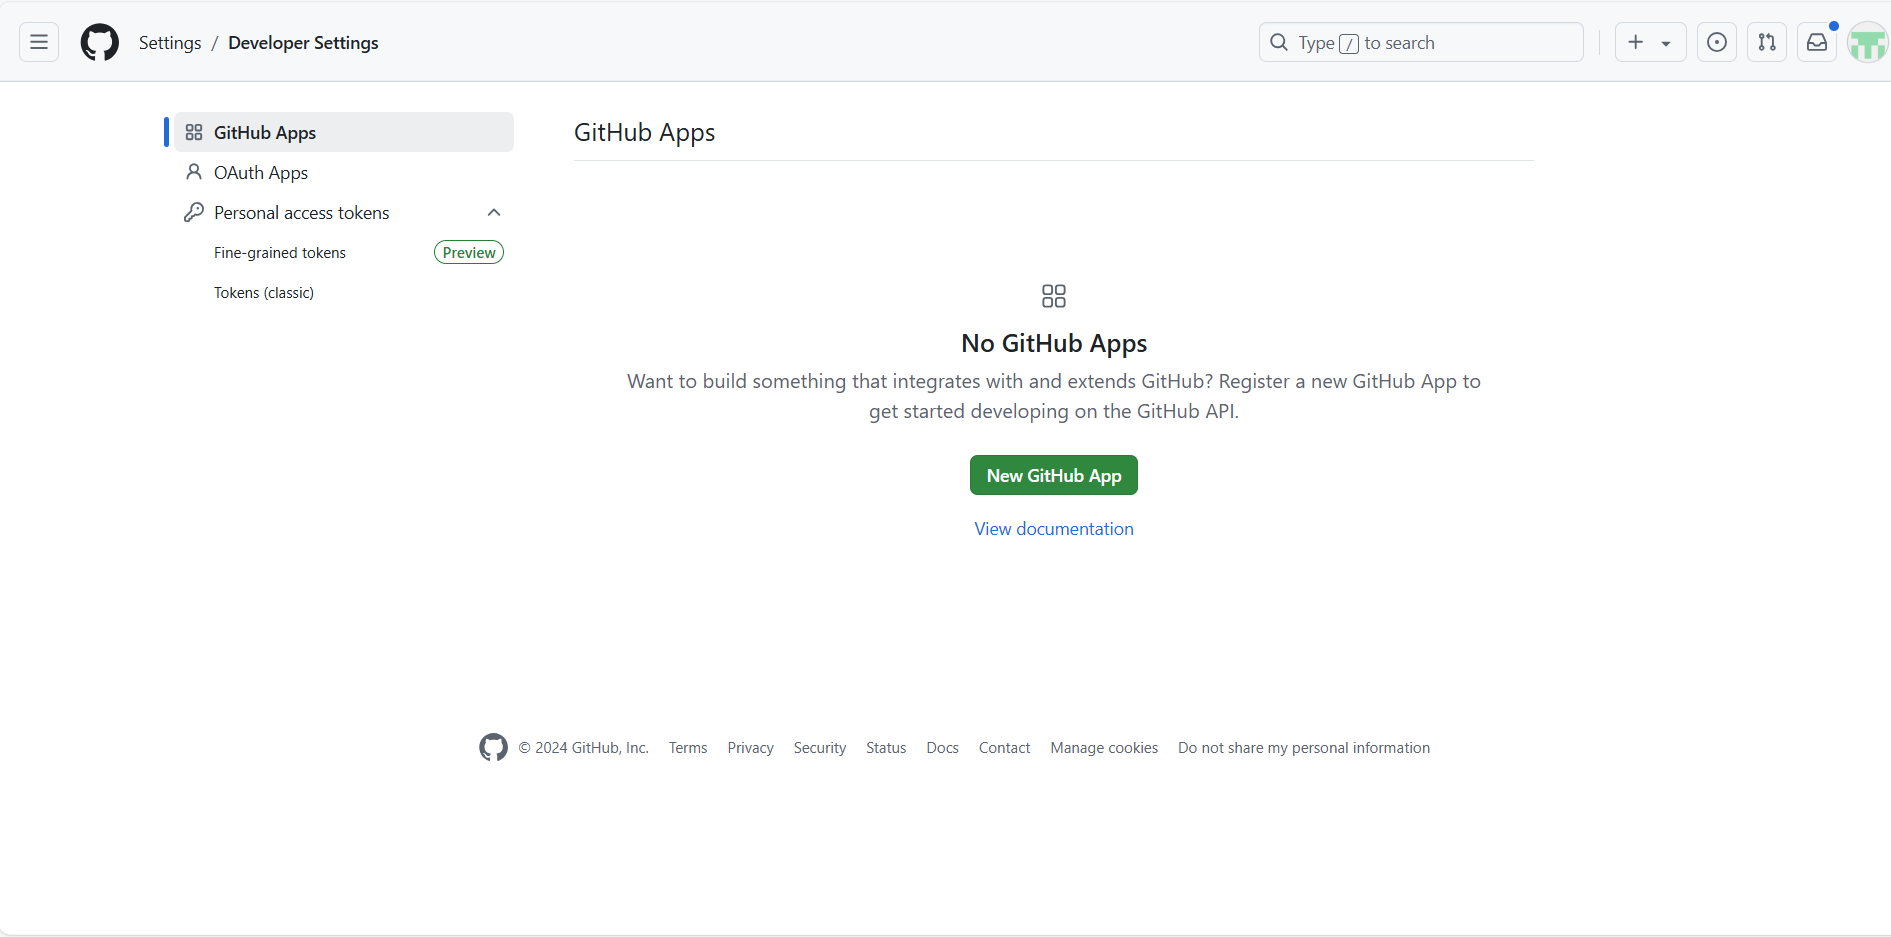 Settings / Developer Settings
Type / to search
GitHub Apps
OAuth Apps
Personal access tokens
Fine-grained tokens Preview
Tokens (classic)
GitHub Apps
No GitHub Apps
Want to build something that integrates with and extends GitHub? Register a new GitHub App to
get started developing on the GitHub API.
New GitHub App
View documentation
© 2024 GitHub, Inc. Terms Privacy Security Status Docs Contact Manage cookies Do not share my personal information